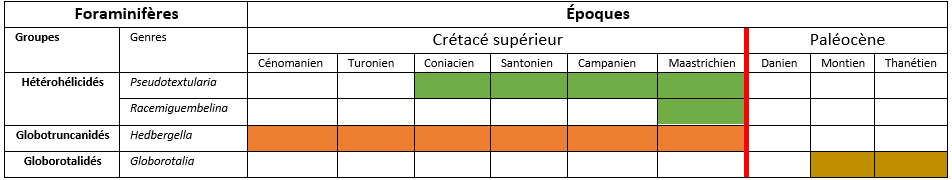 Foraminifères Époques
Groupes Genres Crétacé supérieur Paléocène
Cénomanien Turonien Coniacien Santonien Campanien Maastrichien Danien Montien Thanétien
Hétérohélicidés Pseudotextularia
Racemiguembelina
Globotruncanidés Hedbergella
Globorotalidés Globorotalia